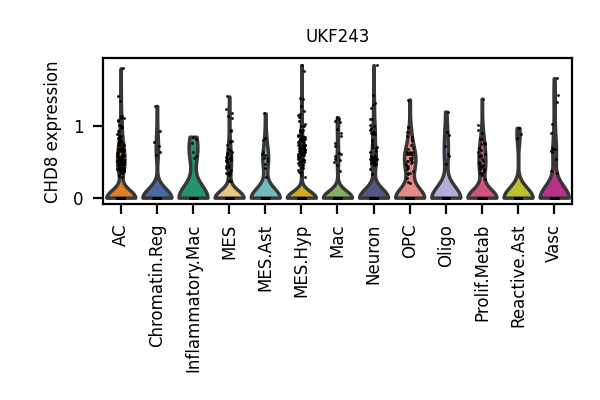 UKF243
CHD8 expression
1
0
AC
Chromatin.Reg
Inflammatory.Mac
MES
MES.Ast
MES.Hyp
Mac
Neuron
OPC
Oligo
Prolif.Metab
Reactive.Ast
Vasc